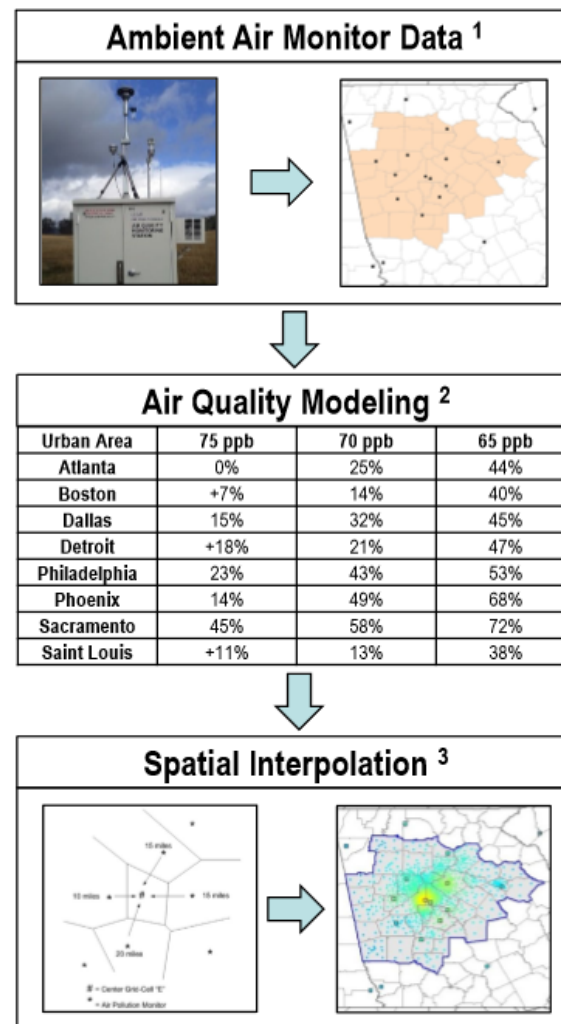 Ambient Air Monitor Data 1
Air Quality Modeling 2
Urban Area 75 ppb 70 ppb 65 ppb
Atlanta 0% 25% 44%
Boston +7% 14% 40%
Dallas 15% 32% 45%
Detroit +18% 21% 47%
Philadelphia 23% 43% 53%
Phoenix 14% 49% 68%
Sacramento 45% 58% 72%
Saint Louis +11% 13% 38%
Spatial Interpolation 3
15 miles
10 miles # 15 miles
20 miles
# = Center Grid-Cell "E"
* = Air Pollution Monitor